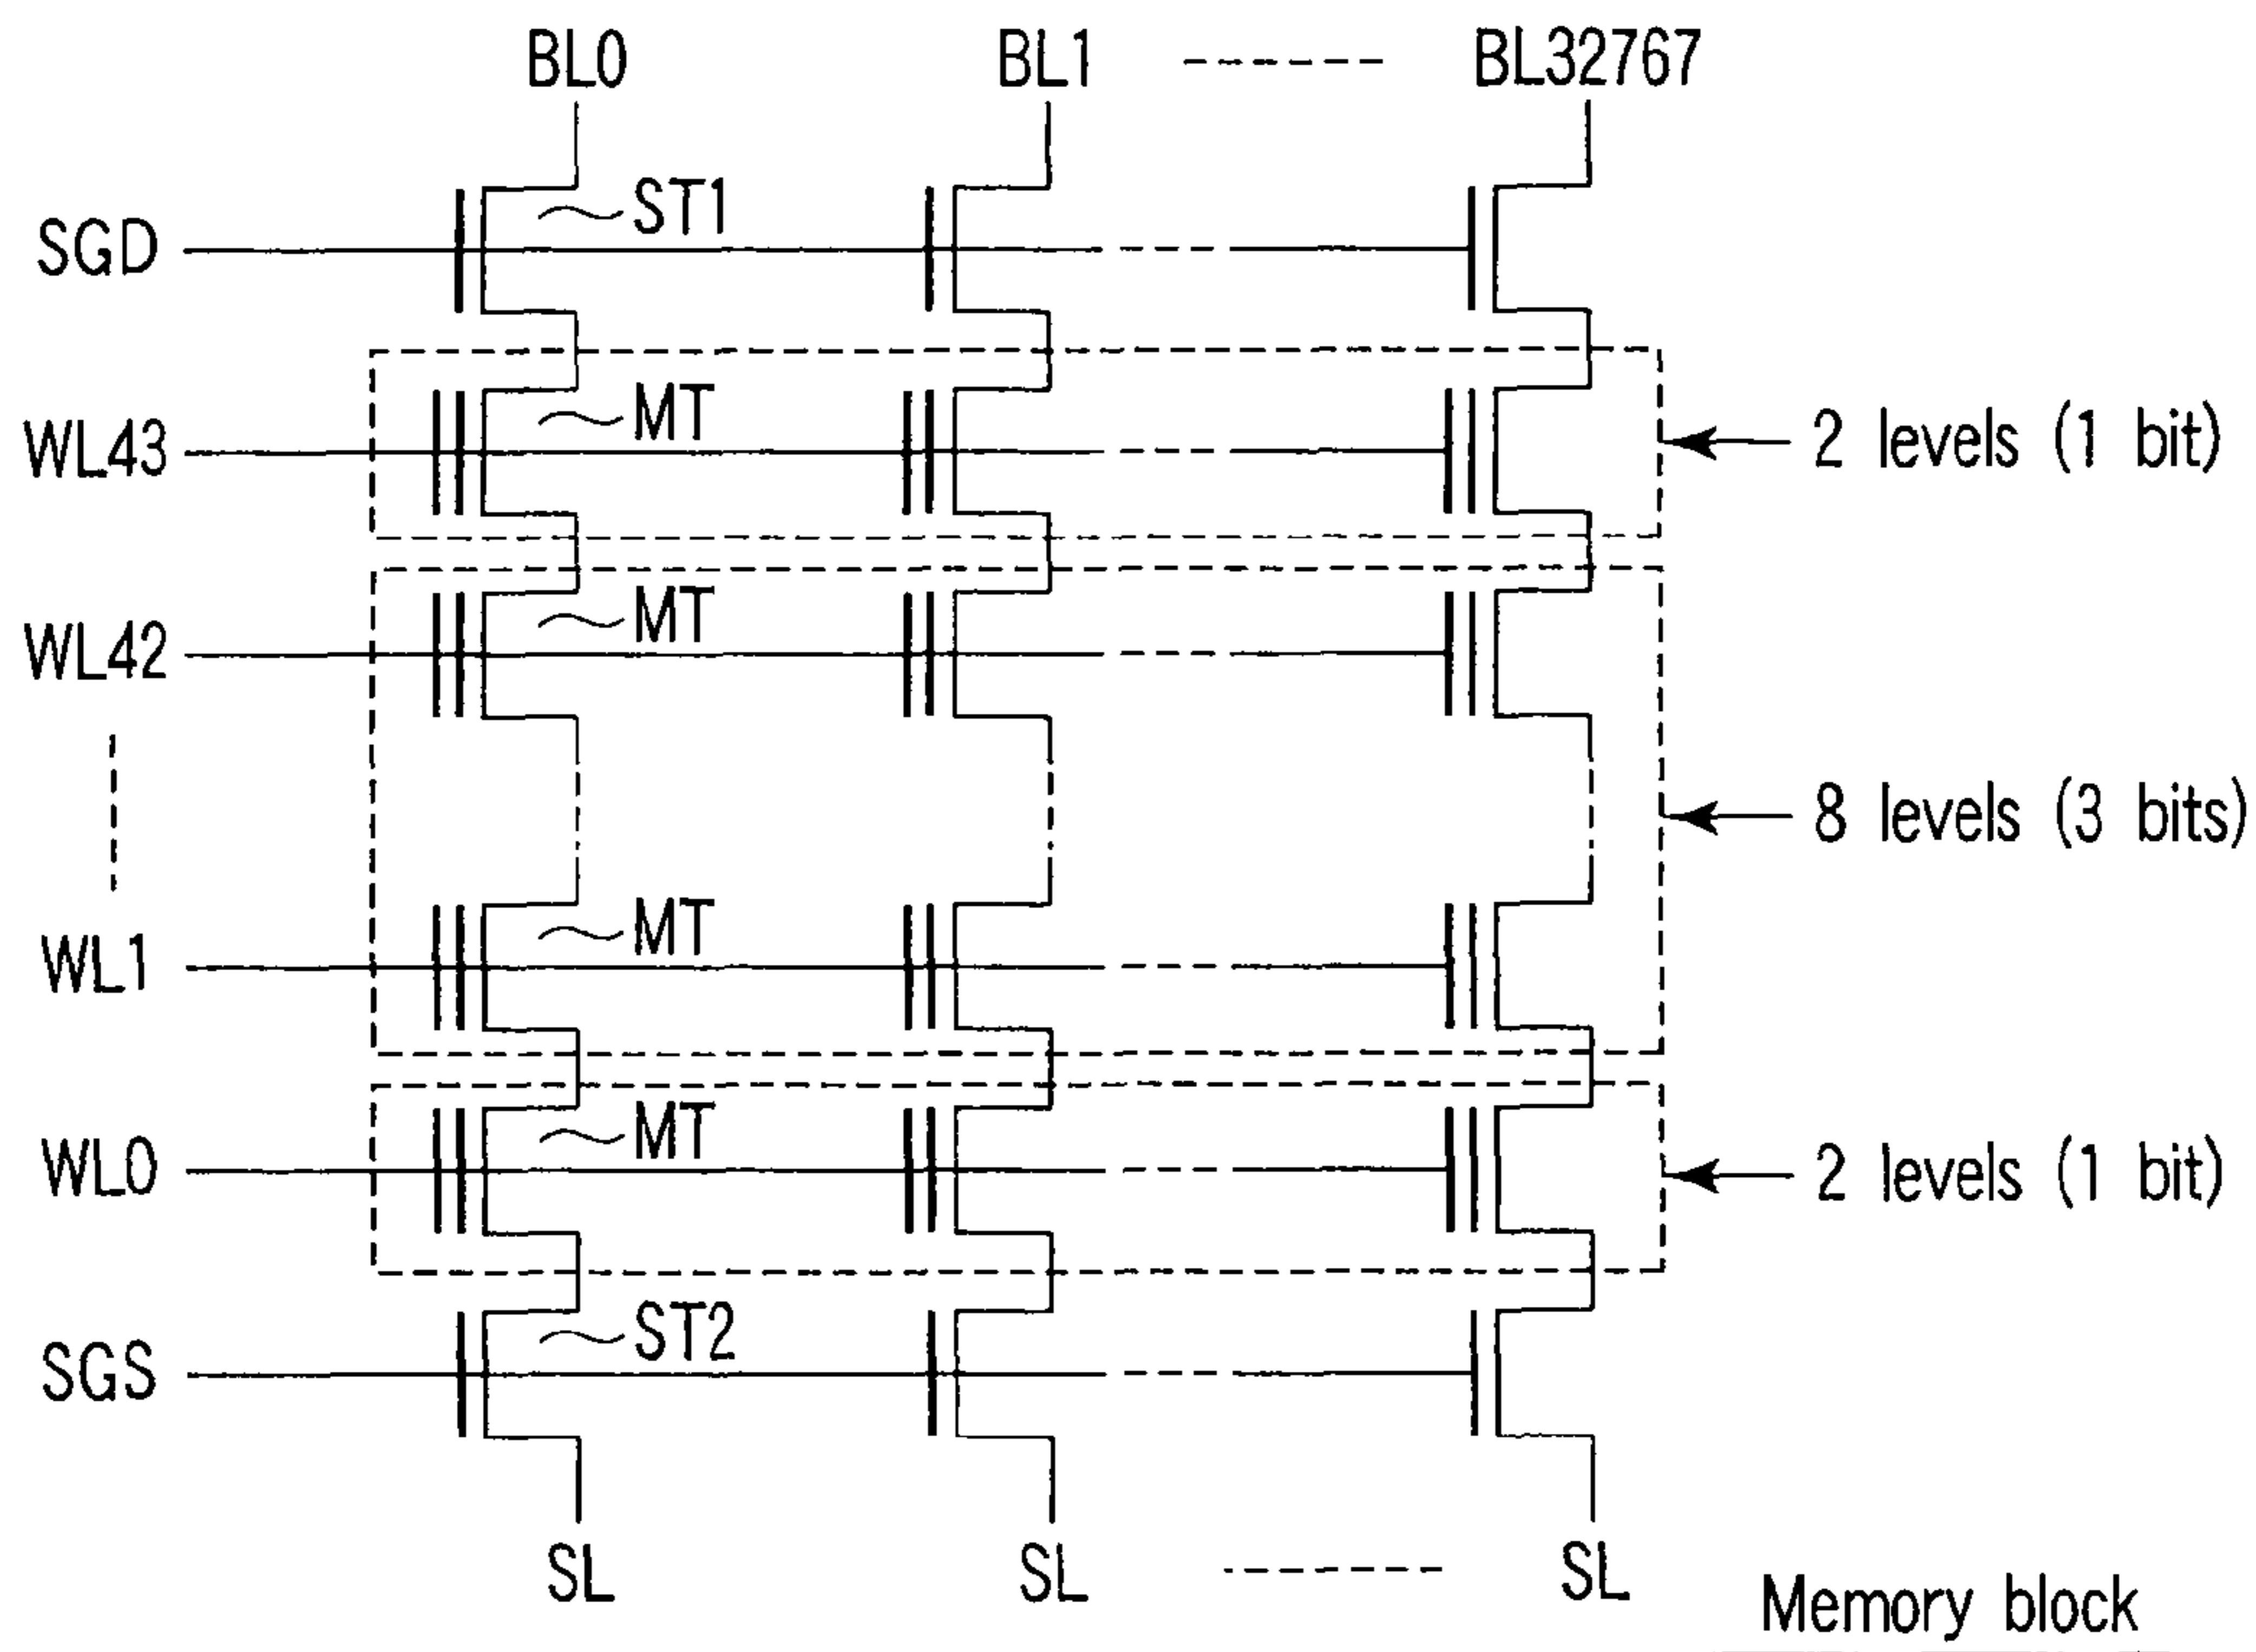 BL0 BL1 BL32767
ST1
SGD
MT
WL43 2 levels (1 bit)
MT
WL42
8 levels (3 bits)
MT
WL1
MT
WL0 2 levels (1 bit)
ST2
SGS
SL SL SL
Memory block